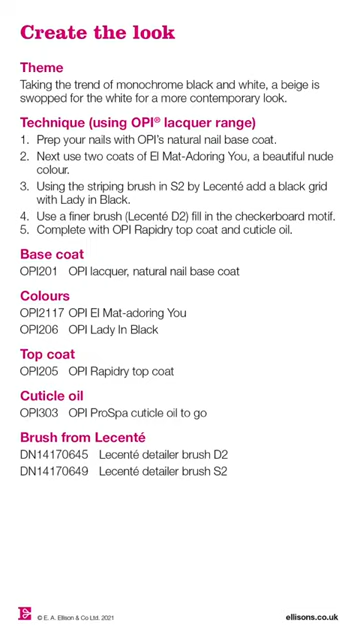 Create the look
Theme
Taking the trend of monochrome black and white, a beige is
swopped for the white for a more contemporary look.
Technique (using OPI® lacquer range)
1. Prep your nails with OPI's natural nail base coat.
2. Next use two coats of El Mat-Adoring You, a beautiful nude
colour.
3. Using the striping brush in S2 by Lecenté add a black grid
with Lady in Black.
4. Use a finer brush (Lecenté D2) fill in the checkerboard motif.
5. Complete with OPI Rapidry top coat and cuticle oil.
Base coat
OPI201 OPI lacquer, natural nail base coat
Colours
OPI2117 OPI El Mat-adoring You
OPI206 OPI Lady In Black
Top coat
OPI205 OPI Rapidry top coat
Cuticle oil
OPI303 OPI ProSpa cuticle oil to go
Brush from Lecenté
DN14170645 Lecenté detailer brush D2
DN14170649 Lecenté detailer brush S2
© E. A. Ellison & Co Ltd. 2021
ellisons.co.uk